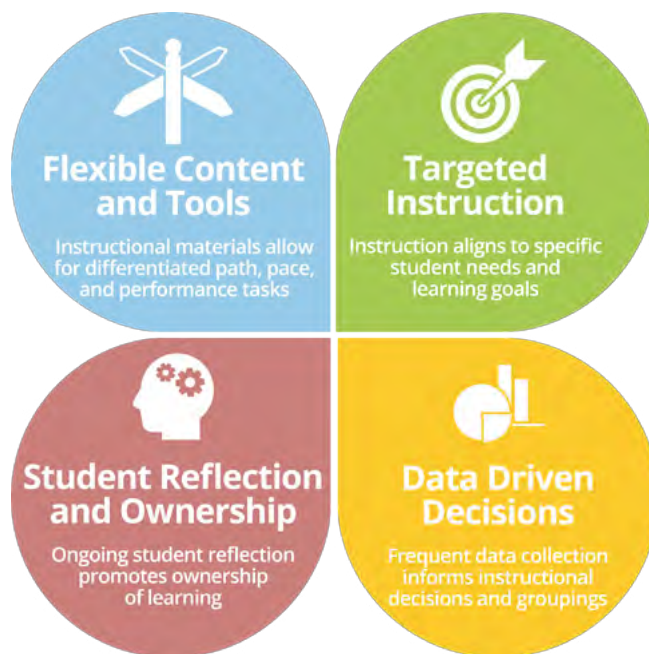 Flexible Content
and Tools
Instructional materials allow
for differentiated path, pace,
and performance tasks
Targeted
Instruction
Instruction aligns to specific
student needs and
learning goals
Student Reflection
and Ownership
Ongoing student reflection
promotes ownership
of learning
Data Driven
Decisions
Frequent data collection
informs instructional
decisions and groupings